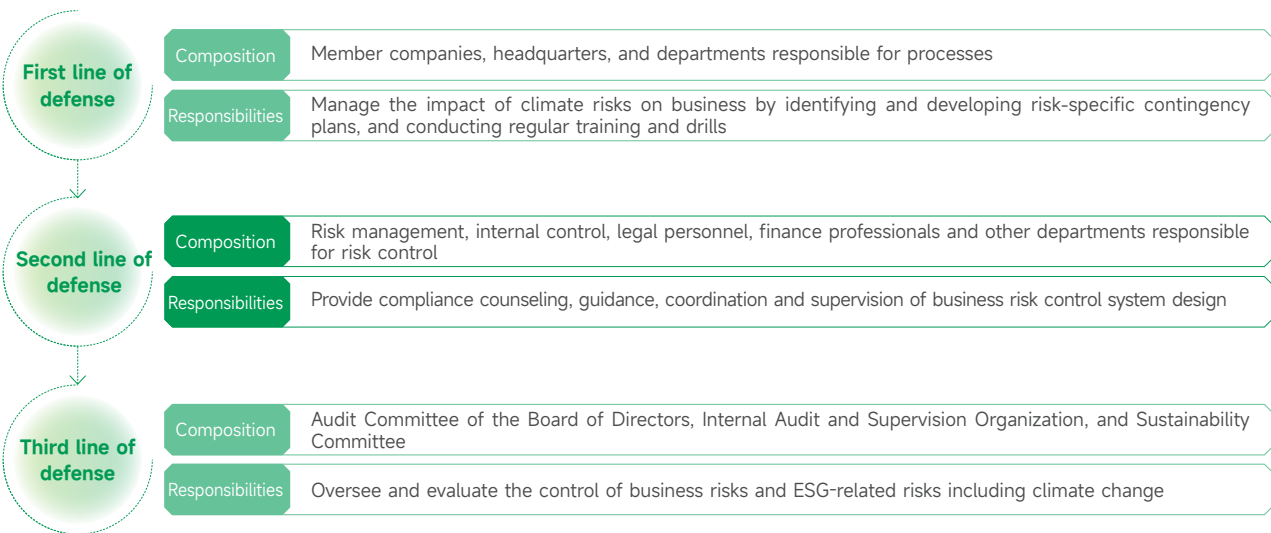 First line of
defense
Composition
Member companies, headquarters, and departments responsible for processes
Responsibilities
Manage the impact of climate risks on business by identifying and developing risk-specific contingency
plans, and conducting regular training and drills
Second line of
defense
Composition
Risk management, internal control, legal personnel, finance professionals and other departments responsible
for risk control
Responsibilities
Provide compliance counseling, guidance, coordination and supervision of business risk control system design
Third line of
defense
Composition
Audit Committee of the Board of Directors, Internal Audit and Supervision Organization, and Sustainability
Committee
Responsibilities
Oversee and evaluate the control of business risks and ESG-related risks including climate change